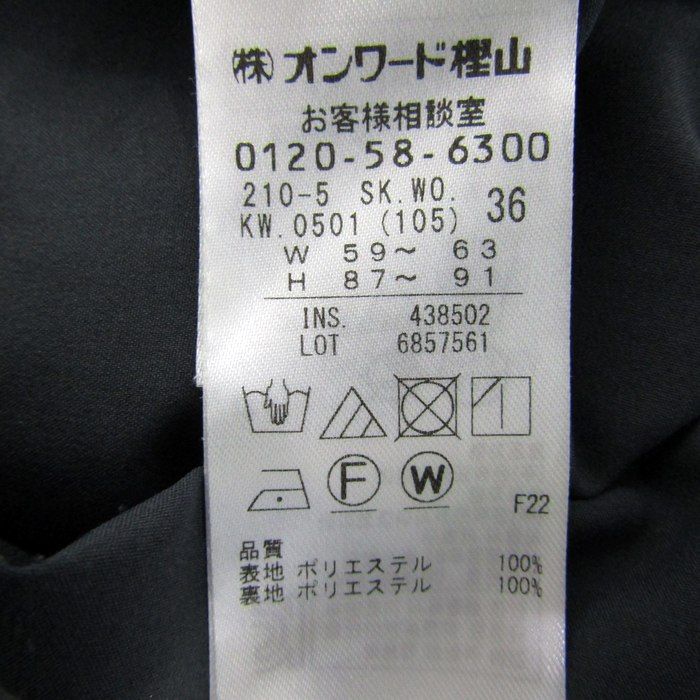 ㈱オンワード樫山
お客様相談室
0120-58-6300
210-5 SK.WO.
KW.0501 (105) 36
W 59～ 63
H 87～ 91
INS. 438502
LOT 6857561
F W
F22
品質
表地 ポリエステル 100%
裏地 ポリエステル 100%